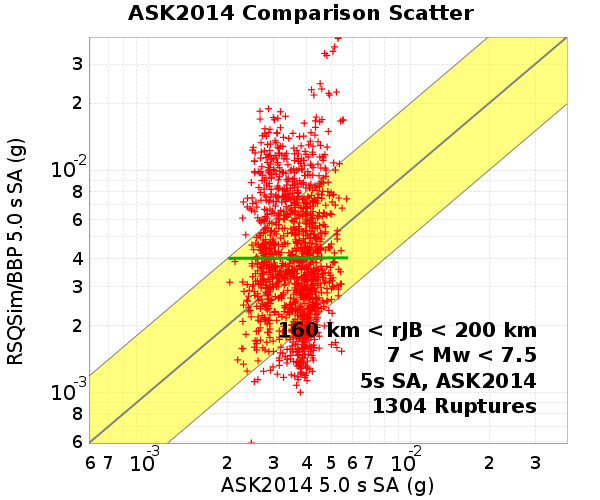 ASK2014 Comparison Scatter
RSQSim/BBP 5.0 s SA (g)
3
2
10-2
8
6
4
3
2
10-3
8
6
160 km < rJB < 200 km
7 < Mw < 7.5
5s SA, ASK2014
1304 Ruptures
6 7 10-3 2 3 4 5 6 7 10-2 2 3
ASK2014 5.0 s SA (g)